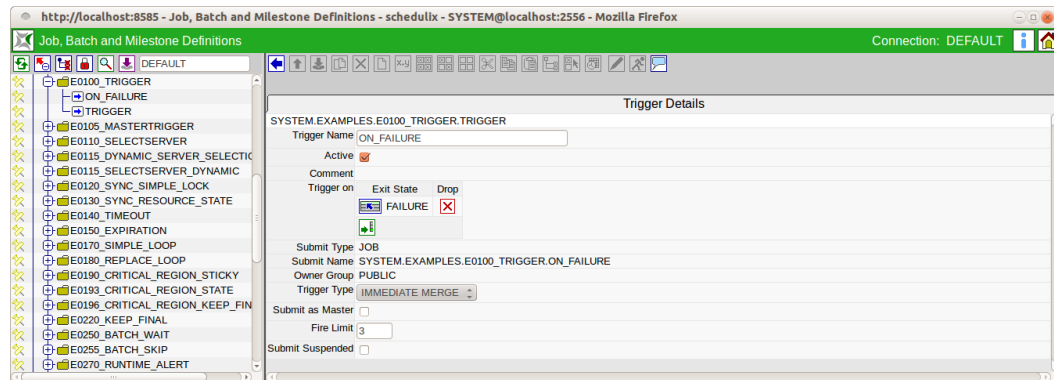 http://localhost:8585 - Job, Batch and Milestone Definitions - schedulix - SYSTEM@localhost:2556 - Mozilla Firefox
Job, Batch and Milestone Definitions
Connection: DEFAULT
DEFAULT
E0100_TRIGGER
ON_FAILURE
TRIGGER
E0105_MASTERTRIGGER
E0110_SELECTSERVER
E0115_DYNAMIC_SERVER_SELECTIC
E0115_SELECTSERVER_DYNAMIC
E0120_SYNC_SIMPLE_LOCK
E0130_SYNC_RESOURCE_STATE
E0140_TIMEOUT
E0150_EXPIRATION
E0170_SIMPLE_LOOP
E0180_REPLACE_LOOP
E0190_CRITICAL_REGION_STICKY
E0193_CRITICAL_REGION_STATE
E0196_CRITICAL_REGION_KEEP_FIN
E0220_KEEP_FINAL
E0250_BATCH_WAIT
E0255_BATCH_SKIP
E0270_RUNTIME_ALERT
Trigger Details
SYSTEM.EXAMPLES.E0100_TRIGGER.TRIGGER
Trigger Name ON_FAILURE
Active
Comment
Trigger on Exit State Drop
FAILURE
Submit Type JOB
Submit Name SYSTEM.EXAMPLES.E0100_TRIGGER.ON_FAILURE
Owner Group PUBLIC
Trigger Type IMMEDIATE MERGE
Submit as Master
Fire Limit 3
Submit Suspended